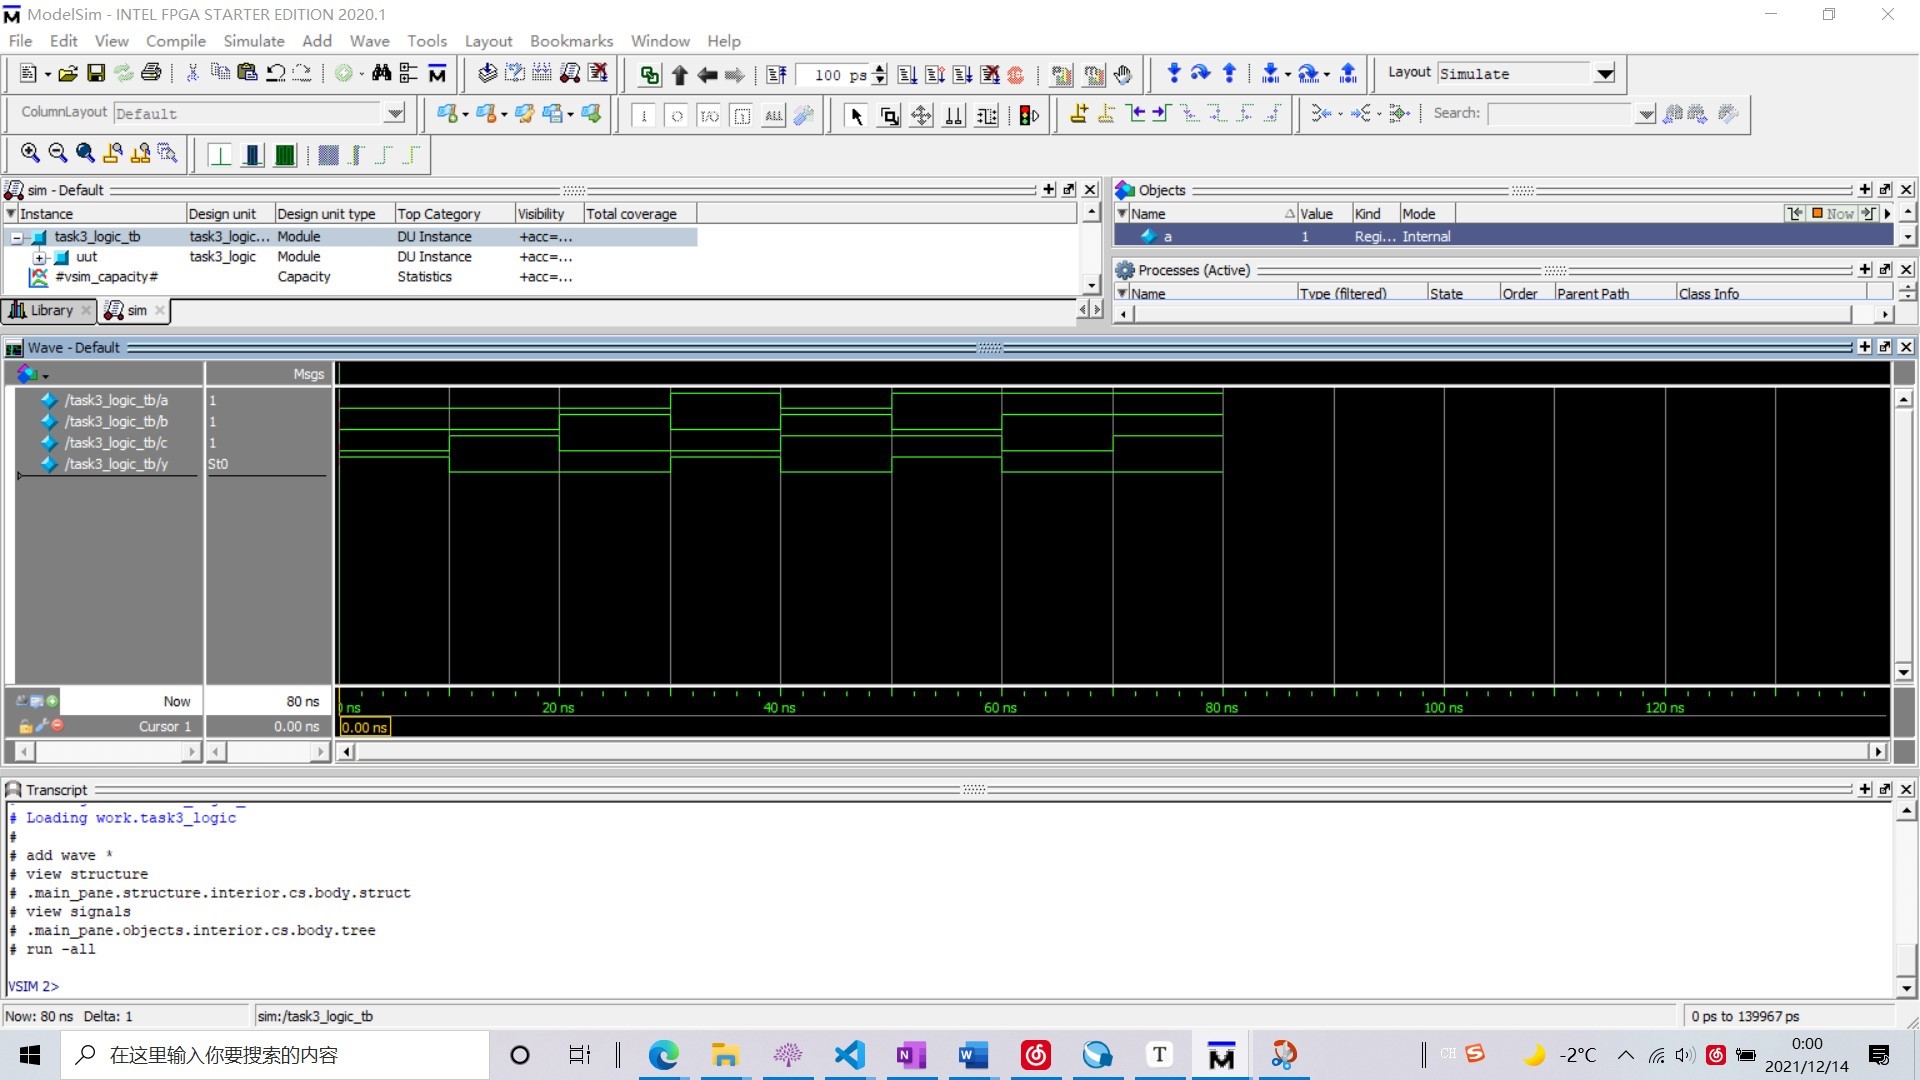 ModelSim - INTEL FPGA STARTER EDITION 2020.1
File Edit View Compile Simulate Add Wave Tools Layout Bookmarks Window Help
100 ps
Layout Simulate
ColumnLayout Default
ALL
Search:
sim - Default
Instance Design unit Design unit type Top Category Visibility Total coverage
task3_logic_tb task3_logic... Module DU Instance +acc=...
uut task3_logic Module DU Instance +acc=...
#vsim_capacity# Capacity Statistics +acc=...
Library sim
Objects
Name Value Kind Mode Now
a 1 Regi... Internal
Processes (Active)
Name Type (filtered) State Order Parent Path Class Info
Wave - Default
Msgs
/task3_logic_tb/a 1
/task3_logic_tb/b 1
/task3_logic_tb/c 1
/task3_logic_tb/y St0
Now 80 ns
ns 20 ns 40 ns 60 ns 80 ns 100 ns 120 ns
Cursor 1 0.00 ns 0.00 ns
Transcript
# Loading work.task3_logic
#
# add wave *
# view structure
# .main_pane.structure.interior.cs.body.struct
# view signals
# .main_pane.objects.interior.cs.body.tree
# run -all
VSIM 2>
Now: 80 ns Delta: 1 sim:/task3_logic_tb 0 ps to 139967 ps
在这里输入你要搜索的内容
CH
-2°C
0:00
2021/12/14